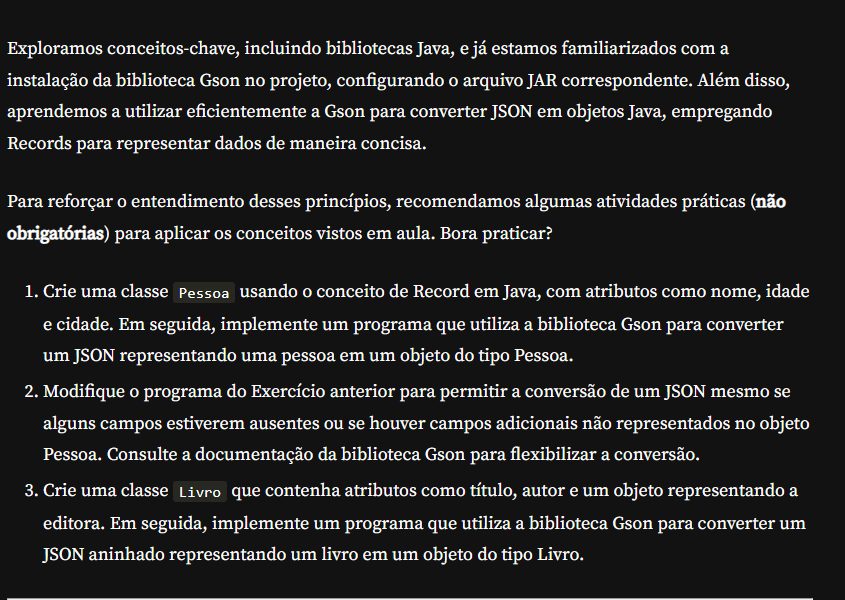 Exploramos conceitos-chave, incluindo bibliotecas Java, e já estamos familiarizados com a
instalação da biblioteca Gson no projeto, configurando o arquivo JAR correspondente. Além disso,
aprendemos a utilizar eficientemente a Gson para converter JSON em objetos Java, empregando
Records para representar dados de maneira concisa.
Para reforçar o entendimento desses princípios, recomendamos algumas atividades práticas (não
obrigatórias) para aplicar os conceitos vistos em aula. Bora praticar?
1. Crie uma classe Pessoa usando o conceito de Record em Java, com atributos como nome, idade
e cidade. Em seguida, implemente um programa que utiliza a biblioteca Gson para converter
um JSON representando uma pessoa em um objeto do tipo Pessoa.
2. Modifique o programa do Exercício anterior para permitir a conversão de um JSON mesmo se
alguns campos estiverem ausentes ou se houver campos adicionais não representados no objeto
Pessoa. Consulte a documentação da biblioteca Gson para flexibilizar a conversão.
3. Crie uma classe Livro que contenha atributos como título, autor e um objeto representando a
editora. Em seguida, implemente um programa que utiliza a biblioteca Gson para converter um
JSON aninhado representando um livro em um objeto do tipo Livro.